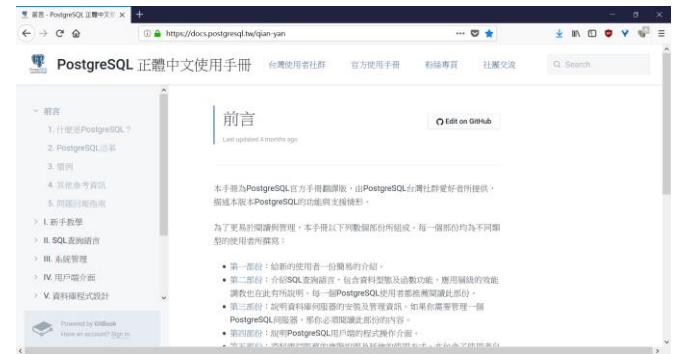 前言 - PostgreSQL 正體中文使
https://docs.postgresql.tw/qian-yan
PostgreSQL 正體中文使用手冊
台灣使用者社群
官方使用手冊
粉絲專頁
社團交流
Search
前言
1. 什麼是PostgreSQL？
2. PostgreSQL沿革
3. 慣例
4. 其他參考資訊
5. 問題回報指南
I. 新手教學
II. SQL查詢語言
III. 系統管理
IV. 用戶端介面
V. 資料庫程式設計
Powered by GitBook
Have an account? Sign in
前言
Last updated 4 months ago
Edit on GitHub
本手冊為PostgreSQL官方手冊翻譯版，由PostgreSQL台灣社群愛好者所提供，
描述本版本PostgreSQL的功能與支援情形。
為了更易於閱讀與管理，本手冊以下列數個部份所組成。每一個部份均為不同類
型的使用者所撰寫：
第一部份：給新的使用者一份簡易的介紹。
第二部份：介紹SQL查詢語言，包含資料型態及函數功能，應用層級的效能
調教也在此有所說明。每一個PostgreSQL使用者都應機閱讀此部份。
第三部份：說明資料庫伺服器的安裝及管理資訊。如果你需要管理一個
PostgreSQL伺服器，那你必須閱讀此部份的內容。
第四部份：說明PostgreSQL用戶端的程式操作介面。
第五部份